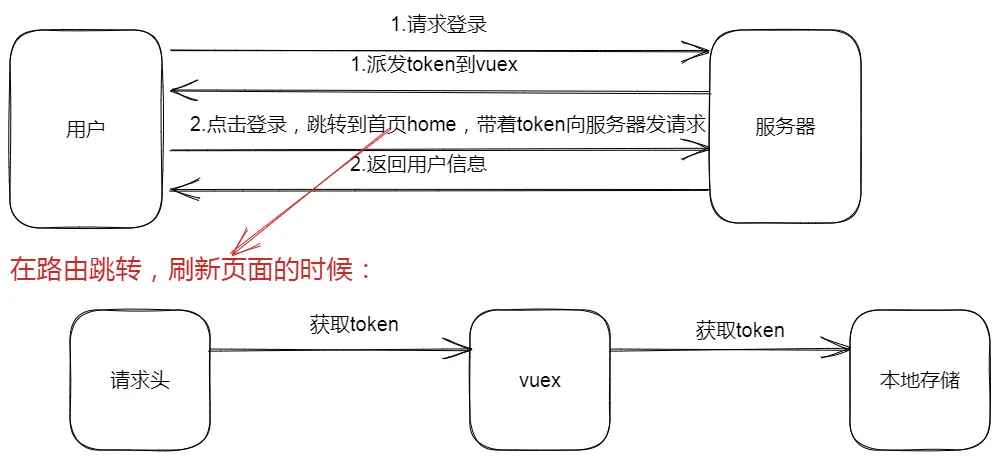 1.请求登录
1.派发token到vuex
用户
2.点击登录，跳转到首页home，带着token向服务器发请求
服务器
2.返回用户信息
在路由跳转，刷新页面的时候：
获取token
获取token
请求头
vuex
本地存储